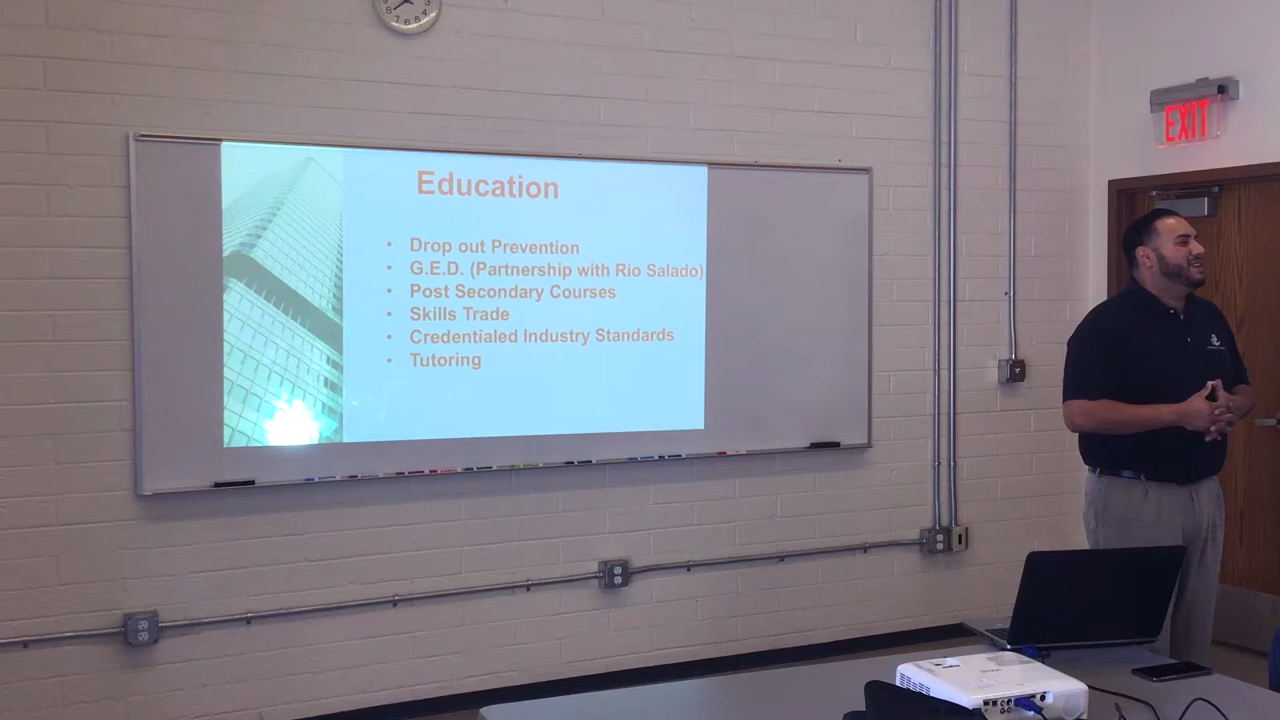 EXIT
Education
• Drop out Prevention
• G.E.D. (Partnership with Rio Salado)
• Post Secondary Courses
• Skills Trade
• Credentialed Industry Standards
• Tutoring